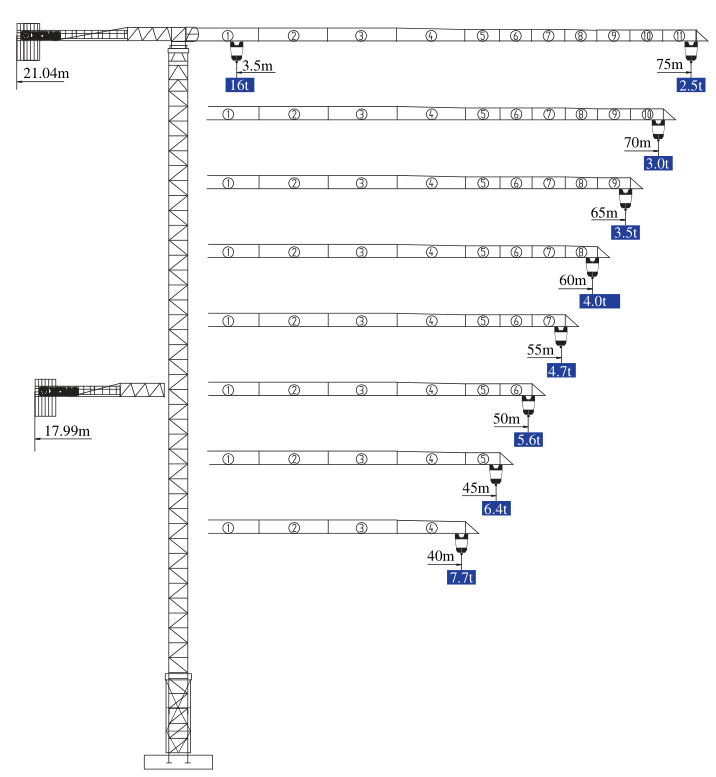 ① ② ③ ④ ⑤ ⑥ ⑦ ⑧ ⑨ ⑩ ⑪
21.04m 3.5m 75m
16t 2.5t
① ② ③ ④ ⑤ ⑥ ⑦ ⑧ ⑨ ⑩
70m
3.0t
① ② ③ ④ ⑤ ⑥ ⑦ ⑧ ⑨
65m
3.5t
① ② ③ ④ ⑤ ⑥ ⑦ ⑧
60m
4.0t
① ② ③ ④ ⑤ ⑥ ⑦
55m
4.7t
① ② ③ ④ ⑤ ⑥
17.99m 50m
5.6t
① ② ③ ④ ⑤
45m
6.4t
① ② ③ ④
40m
7.7t